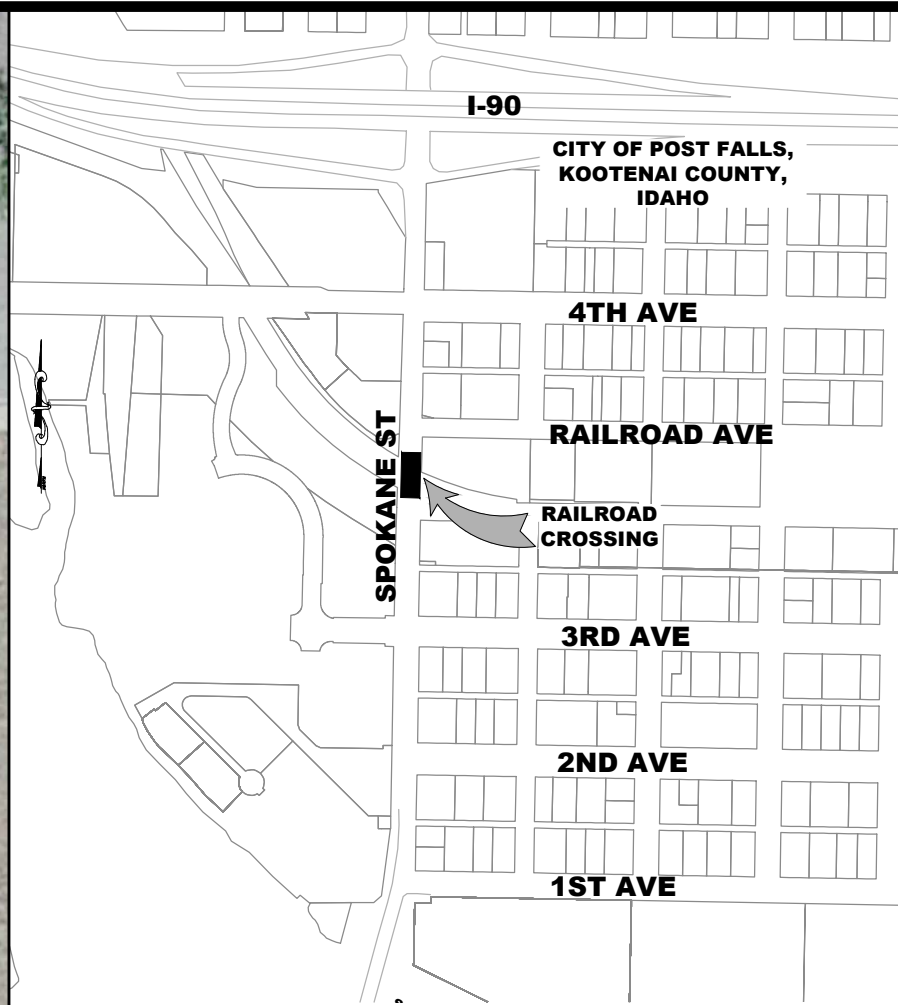 I-90
CITY OF POST FALLS,
KOOTENAI COUNTY,
IDAHO
4TH AVE
RAILROAD AVE
SPOKANE ST
RAILROAD
CROSSING
3RD AVE
2ND AVE
1ST AVE